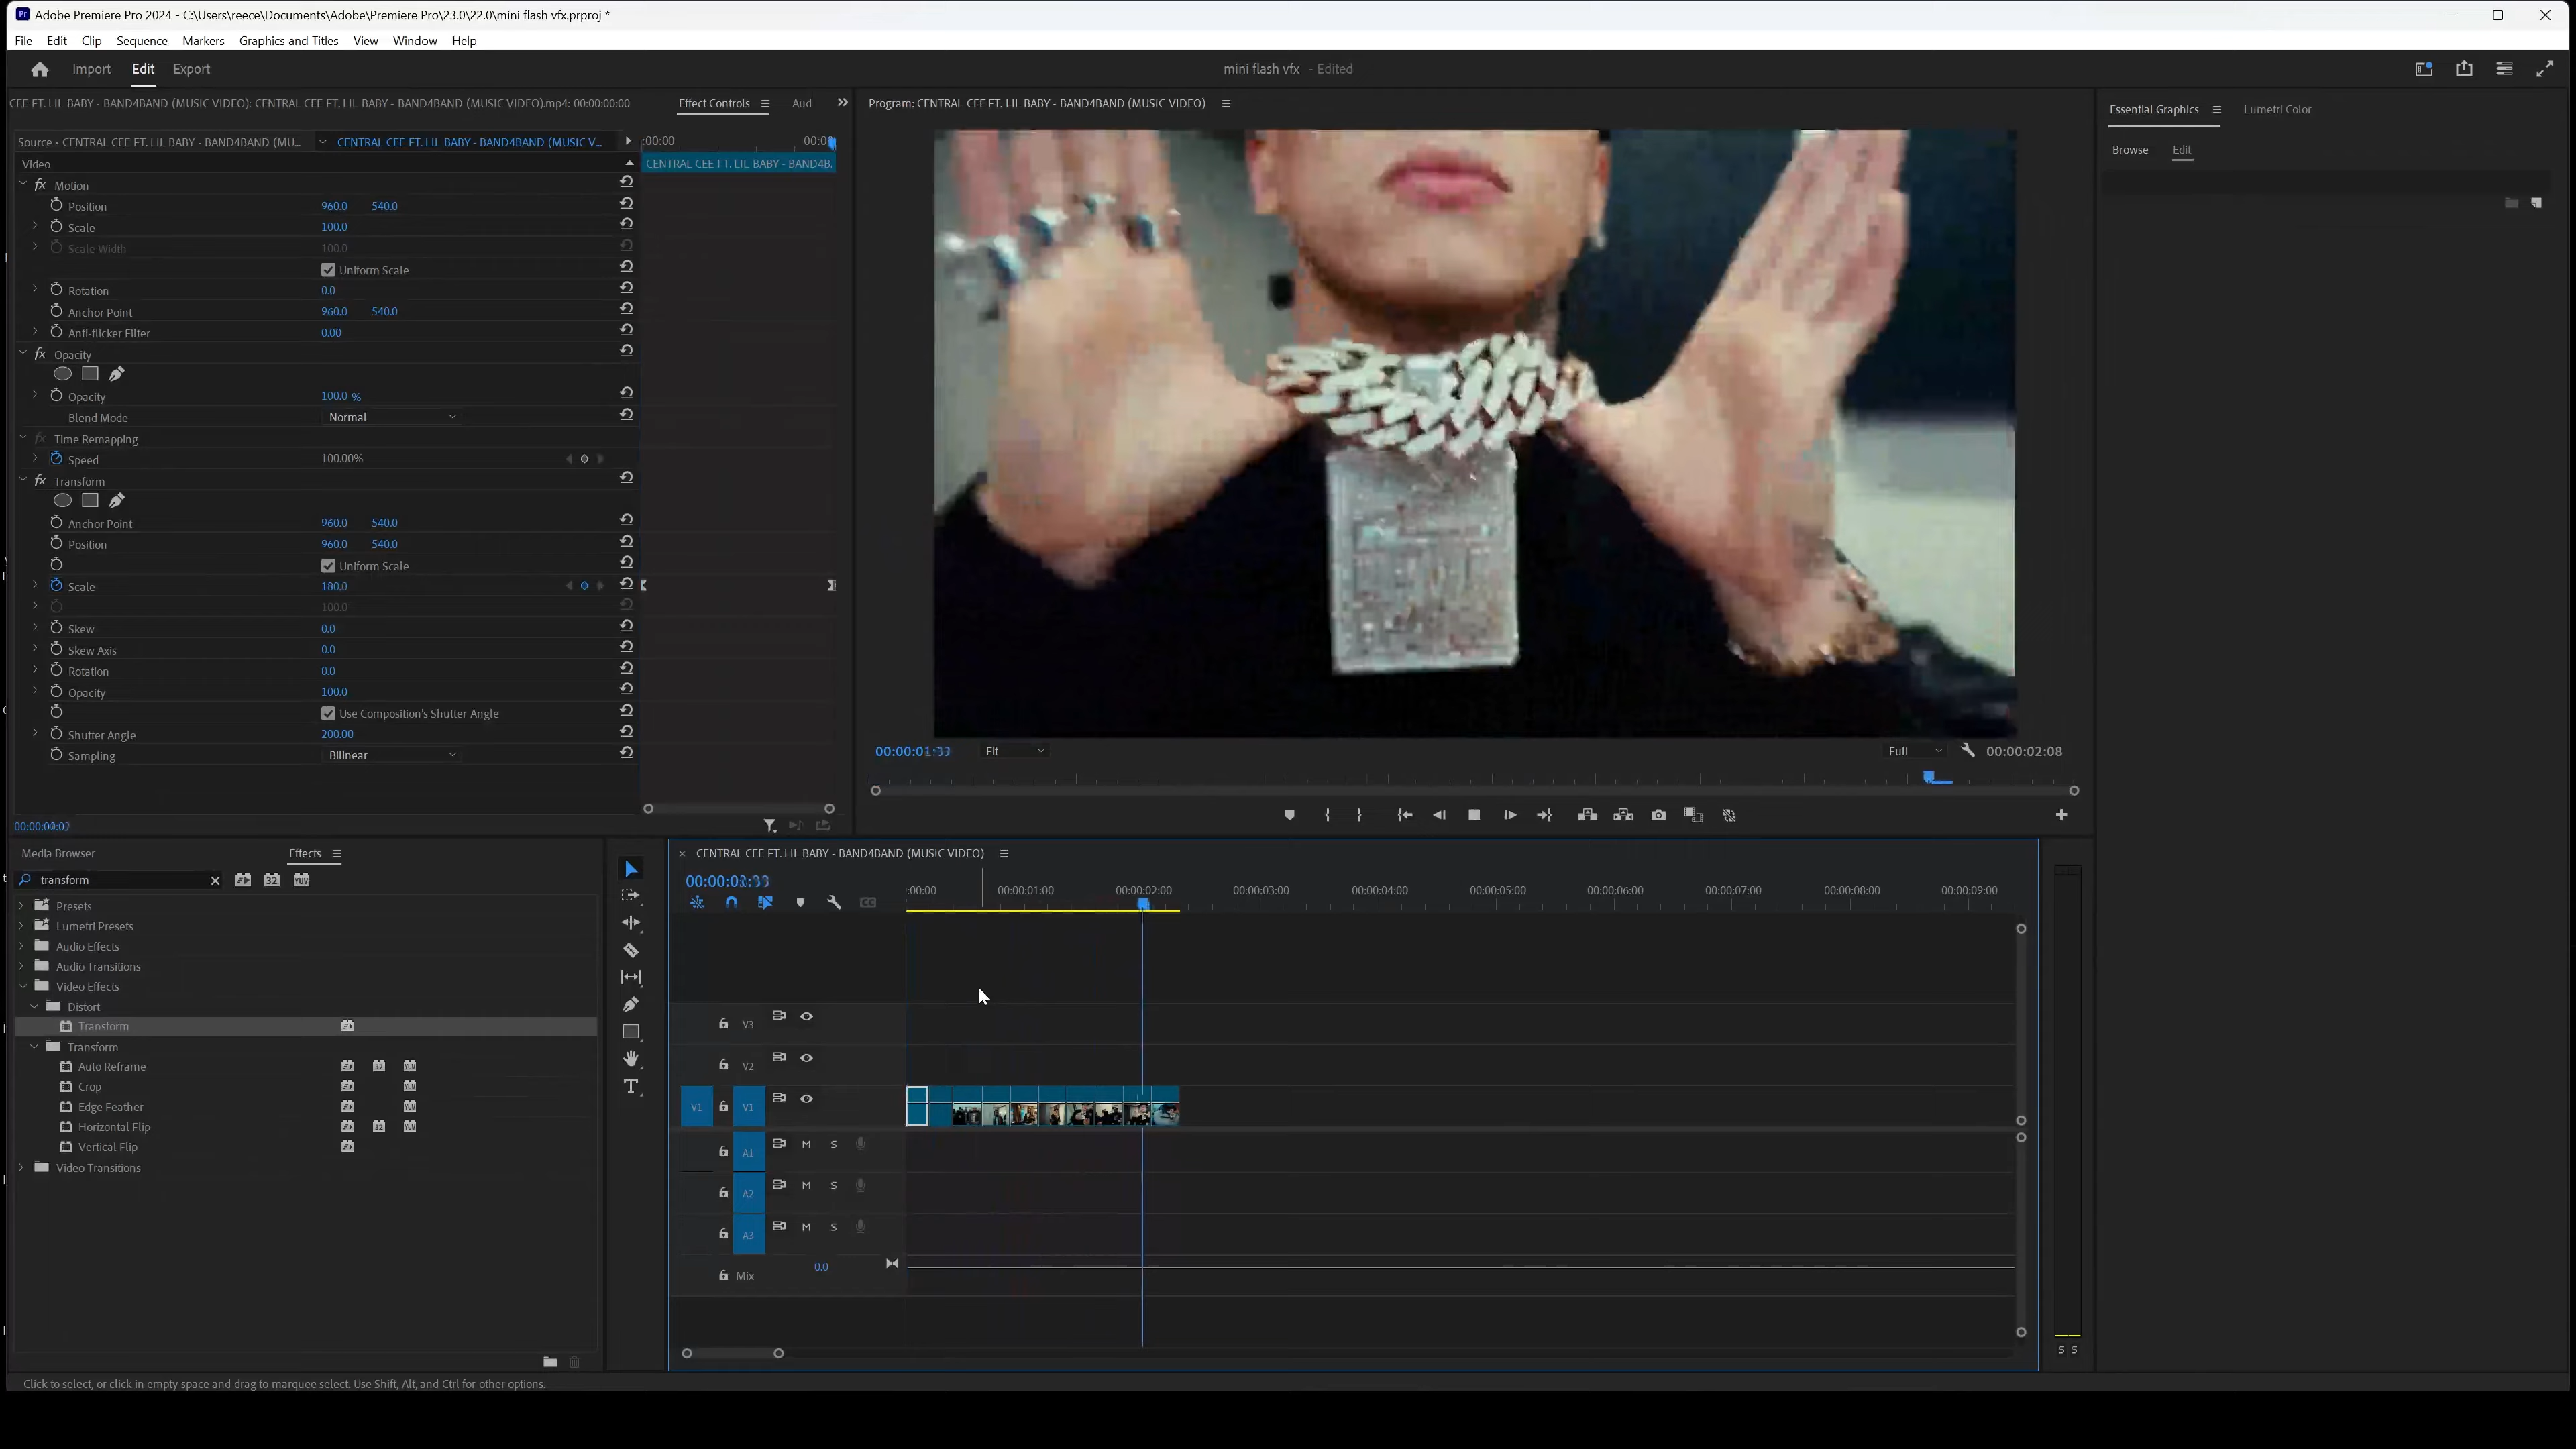 Adobe Premiere Pro 2024 - C:\Users\reece\Documents\Adobe\Premiere Pro\23.0\22.0\mini flash vfx.prproj *
File Edit Clip Sequence Markers Graphics and Titles View Window Help
Import Edit Export
mini flash vfx - Edited
CEE FT. LIL BABY - BAND4BAND (MUSIC VIDEO): CENTRAL CEE FT. LIL BABY - BAND4BAND (MUSIC VIDEO).mp4: 00:00:00:00
Effect Controls Aud
Program: CENTRAL CEE FT. LIL BABY - BAND4BAND (MUSIC VIDEO)
Essential Graphics Lumetri Color
Browse Edit
Source • CENTRAL CEE FT. LIL BABY - BAND4BAND (MU...
CENTRAL CEE FT. LIL BABY - BAND4BAND (MUSIC V...
:00:00 00:00
Video
CENTRAL CEE FT. LIL BABY - BAND4B.
fx Motion
Position 960.0 540.0
Scale 100.0
Scale Width 100.0
Uniform Scale
Rotation 0.0
Anchor Point 960.0 540.0
Anti-flicker Filter 0.00
fx Opacity
Opacity 100.0 %
Blend Mode Normal
fx Time Remapping
Speed 100.00%
fx Transform
Anchor Point 960.0 540.0
Position 960.0 540.0
Uniform Scale
Scale 180.0
100.0
Skew 0.0
Skew Axis 0.0
Rotation 0.0
Opacity 100.0
Use Composition's Shutter Angle
Shutter Angle 200.00
Sampling Bilinear
Fit
Full
00:00:02:08
Media Browser Effects
transform
32 YUV
Presets
Lumetri Presets
Audio Effects
Audio Transitions
Video Effects
Distort
Transform
Transform
Auto Reframe
Crop
Edge Feather
Horizontal Flip
Vertical Flip
Video Transitions
CENTRAL CEE FT. LIL BABY - BAND4BAND (MUSIC VIDEO)
:00:00 00:00:01:00 00:00:02:00 00:00:03:00 00:00:04:00 00:00:05:00 00:00:06:00 00:00:07:00 00:00:08:00 00:00:09:00
CC
V3
V2
V1 V1
A1 M S
A2 M S
A3 M S
Mix 0.0
S S
Click to select, or click in empty space and drag to marquee select. Use Shift, Alt, and Ctrl for other options.